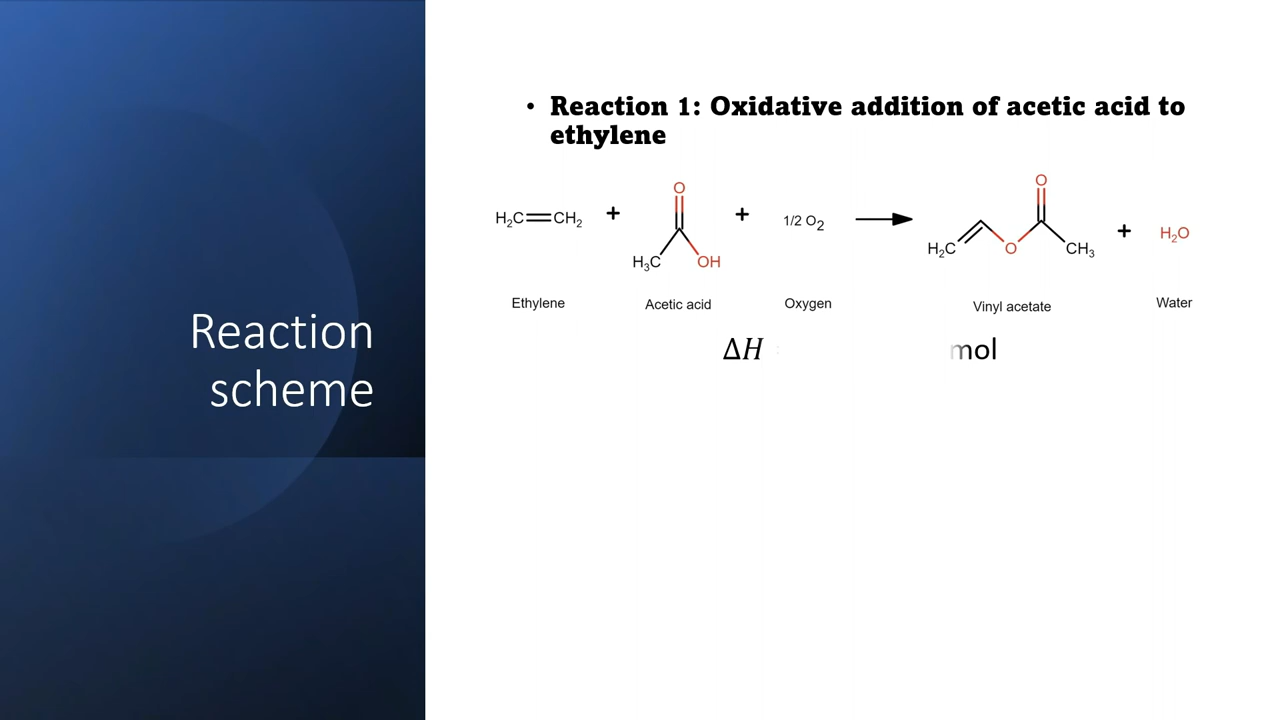 Reaction
scheme
• Reaction 1: Oxidative addition of acetic acid to
ethylene
H₂C CH₂ + H₃C O OH + 1/2 O₂ H₂C O O CH₃ + H₂O
Ethylene Acetic acid Oxygen Vinyl acetate Water
ΔH mol